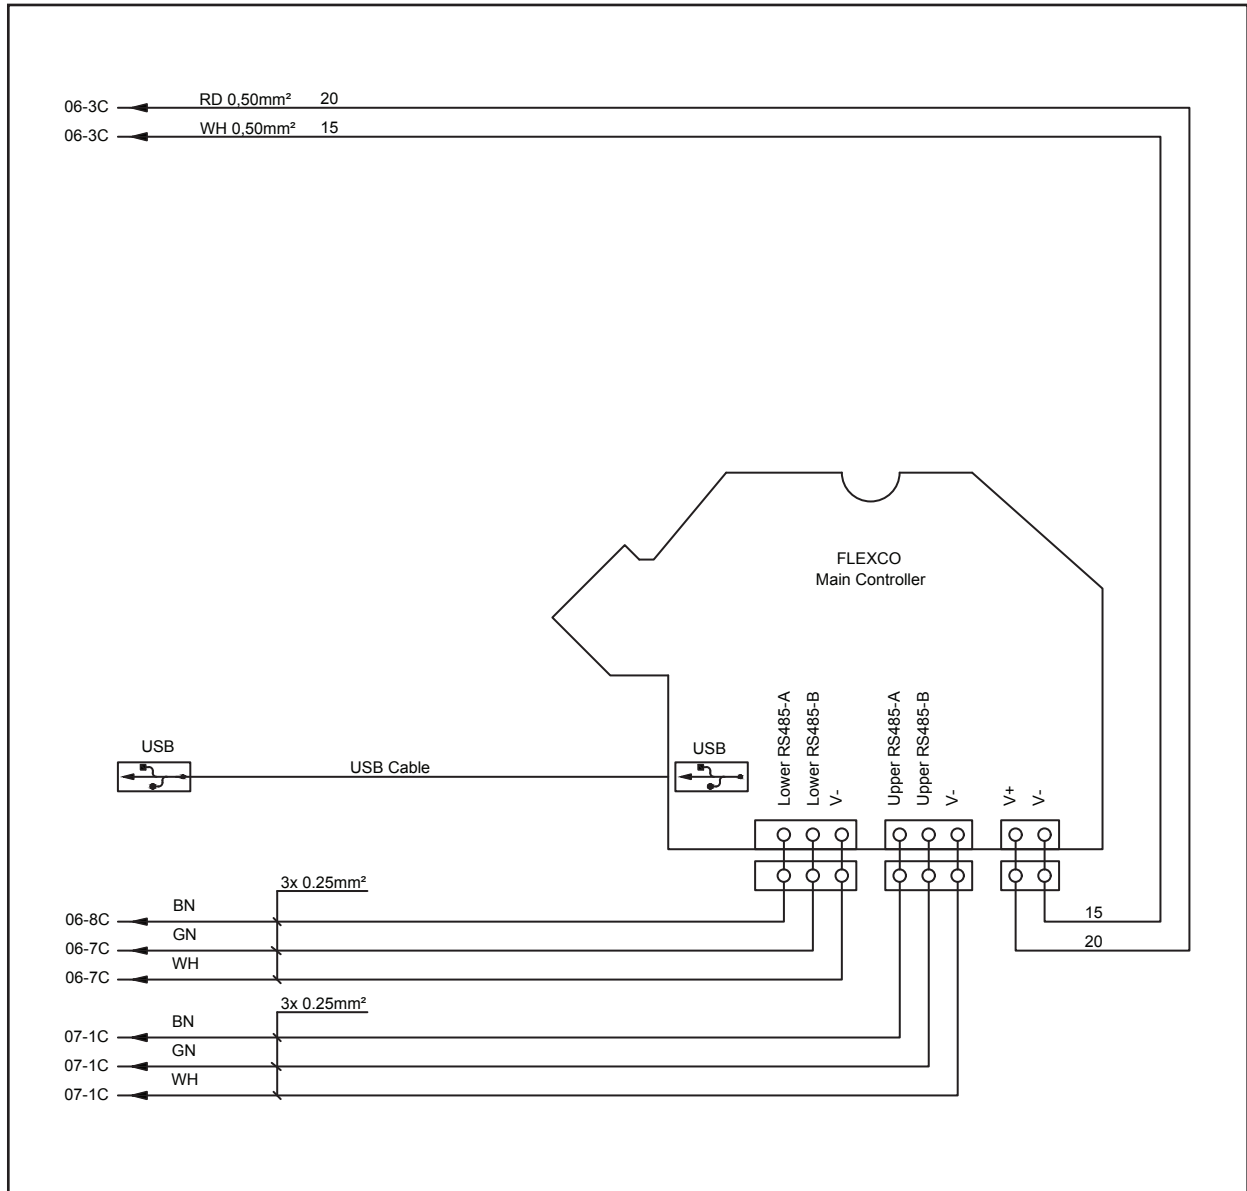 06-3C RD 0,50mm² 20
06-3C WH 0,50mm² 15
FLEXCO
Main Controller
Lower RS485-A
Lower RS485-B
V-
Upper RS485-A
Upper RS485-B
V-
V+
V-
USB
USB Cable
USB
3x 0.25mm²
06-8C BN
06-7C GN
06-7C WH
15
20
3x 0.25mm²
07-1C BN
07-1C GN
07-1C WH